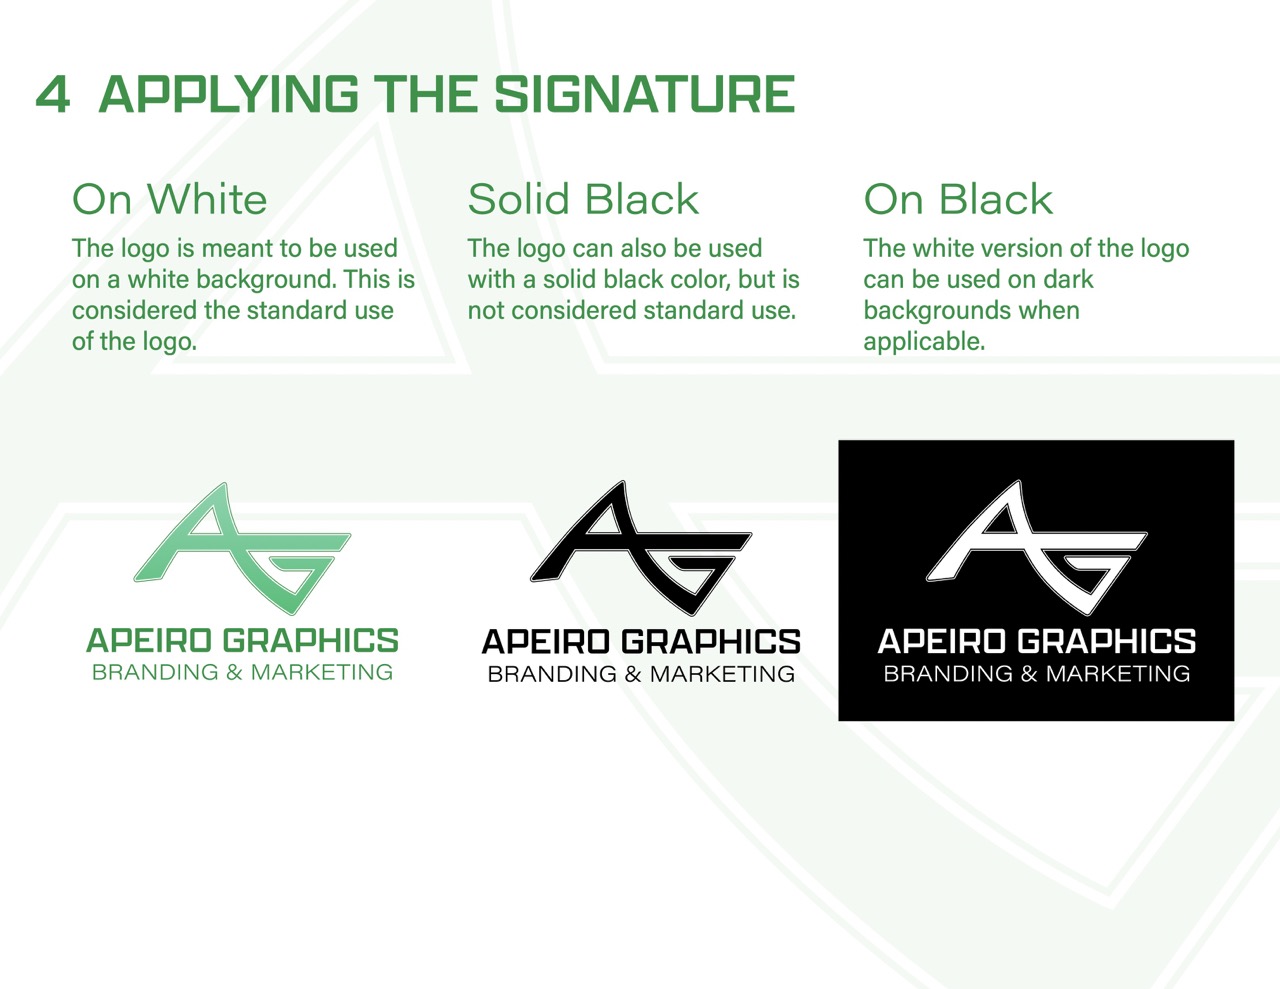 4 APPLYING THE SIGNATURE
On White
The logo is meant to be used
on a white background. This is
considered the standard use
of the logo.
Solid Black
The logo can also be used
with a solid black color, but is
not considered standard use.
On Black
The white version of the logo
can be used on dark
backgrounds when
applicable.
AG
APEIRO GRAPHICS
BRANDING & MARKETING
AG
APEIRO GRAPHICS
BRANDING & MARKETING
AG
APEIRO GRAPHICS
BRANDING & MARKETING